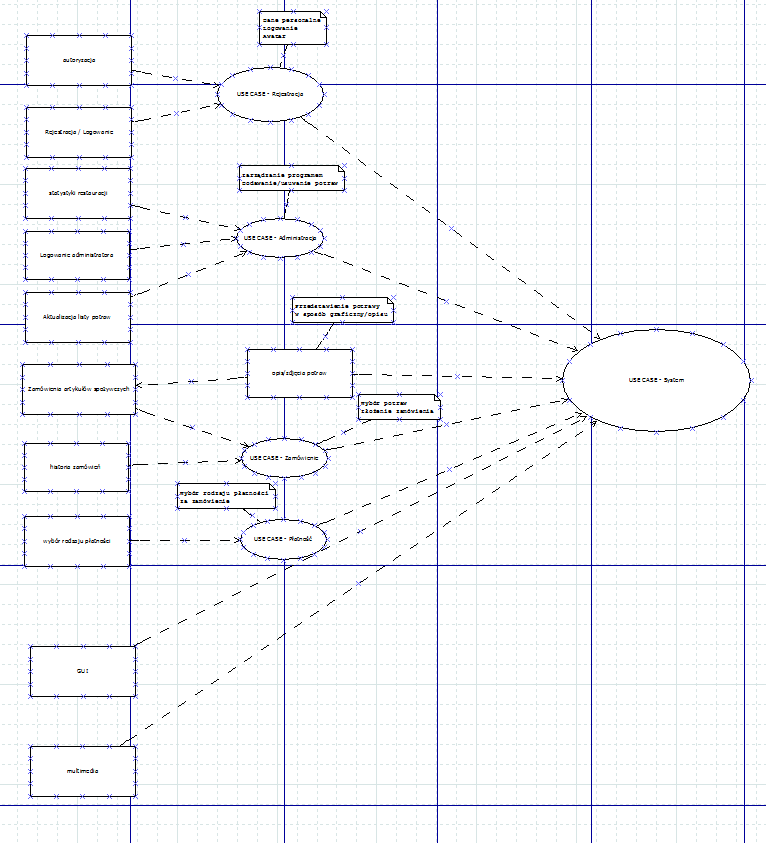 Dane personalne
Logowanie
avatar
autoryzacja
USE CASE - Rejestracja
Rejestracja / Logowanie
zarządzanie programem
dodawanie/usuwanie potraw
statystyki restauracji
USE CASE - Administracja
Logowanie administratora
przedstawienie potrawy
w sposób graficzny/opisu
Aktualizacja listy potraw
opis/zdjęcia potraw
USE CASE - System
Zamówienia artykułów spożywczych
wybór potraw
złożenie zamówienia
USE CASE - Zamówienie
historia zamówień
wybór rodzaju płatności
za zamówienie
wybór rodzaju płatności
USE CASE - Płatność
GUI
multimedia